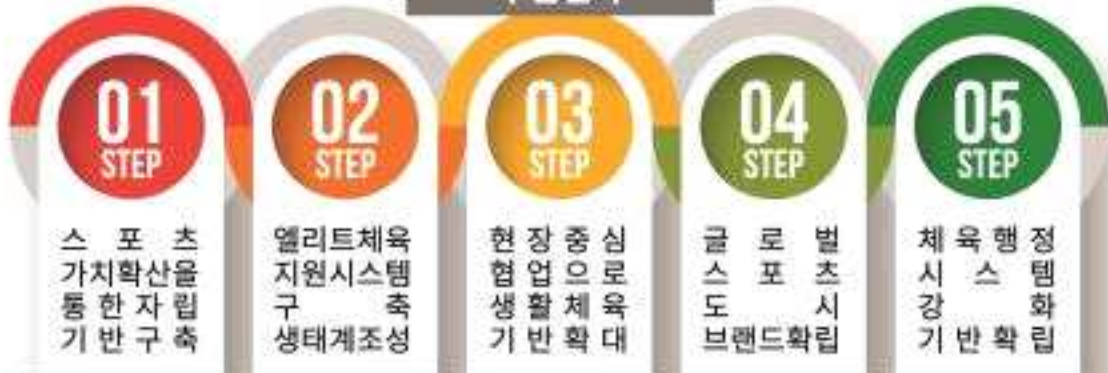 01
STEP
스포츠
가치확산을
통한자립
기반구축
02
STEP
엘리트체육
지원시스템
구축
생태계조성
03
STEP
현장중심
협업으로
생활체육
기반확대
04
STEP
글로벌
스포츠
도시
브랜드확립
05
STEP
체육행정
시스템
강화
기반확립